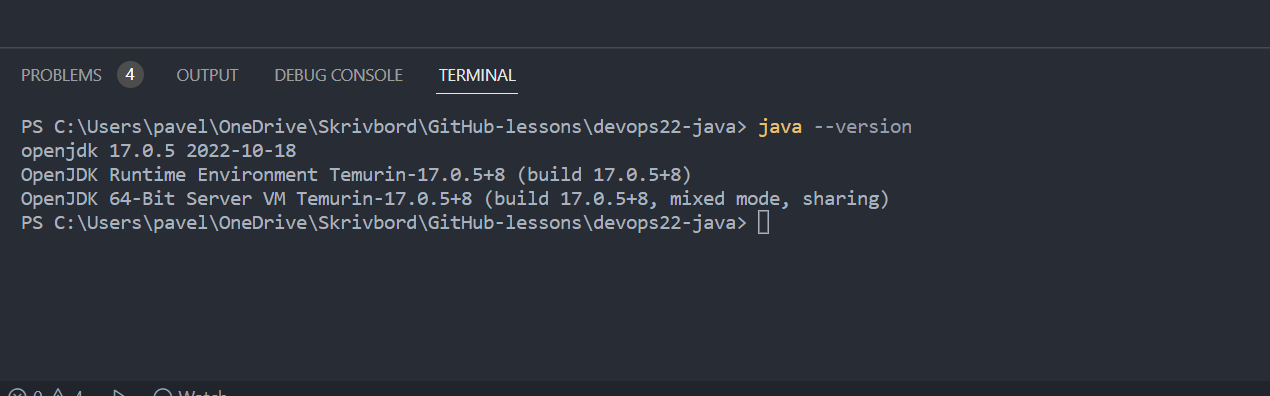 PROBLEMS 4 OUTPUT DEBUG CONSOLE TERMINAL
PS C:\Users\pavel\OneDrive\Skrivbord\GitHub-lessons\devops22-java> java --version
openjdk 17.0.5 2022-10-18
OpenJDK Runtime Environment Temurin-17.0.5+8 (build 17.0.5+8)
OpenJDK 64-Bit Server VM Temurin-17.0.5+8 (build 17.0.5+8, mixed mode, sharing)
PS C:\Users\pavel\OneDrive\Skrivbord\GitHub-lessons\devops22-java>
0 4 Watch